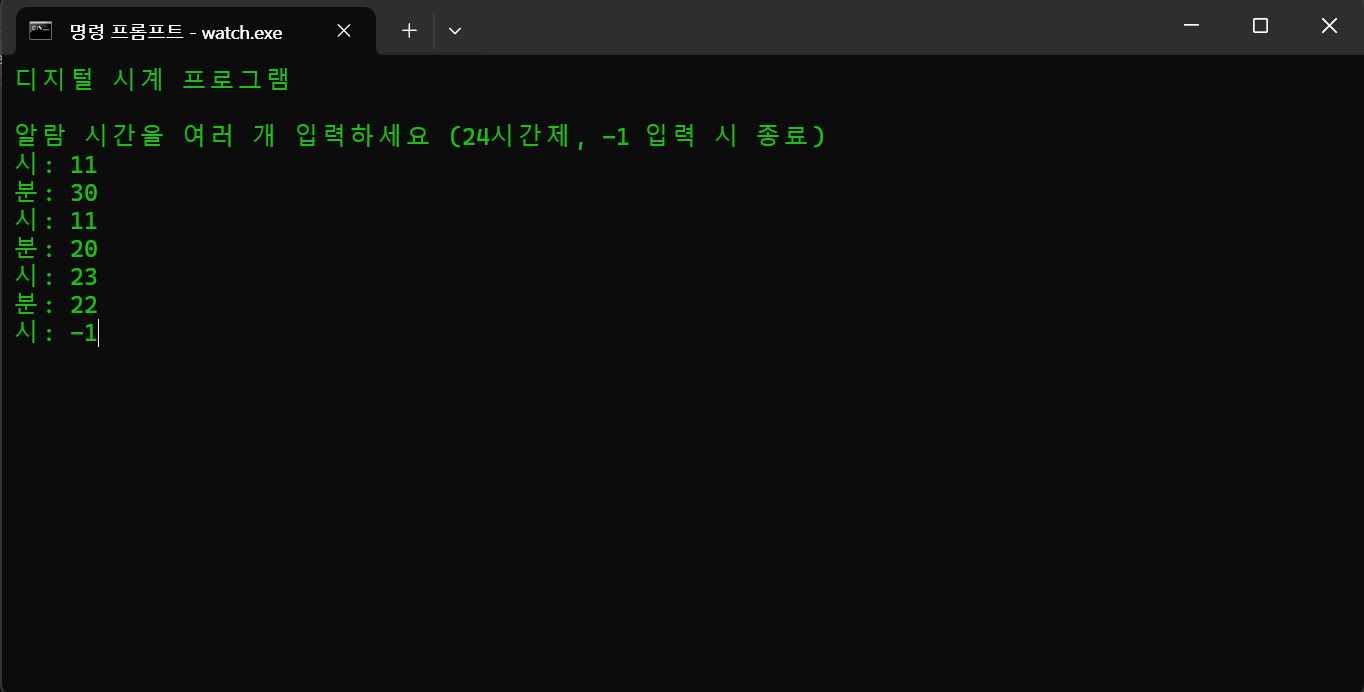 명령 프롬프트 - watch.exe
디지털 시계 프로그램
알람 시간을 여러 개 입력하세요 (24시간제, -1 입력 시 종료)
시: 11
분: 30
시: 11
분: 20
시: 23
분: 22
시: -1